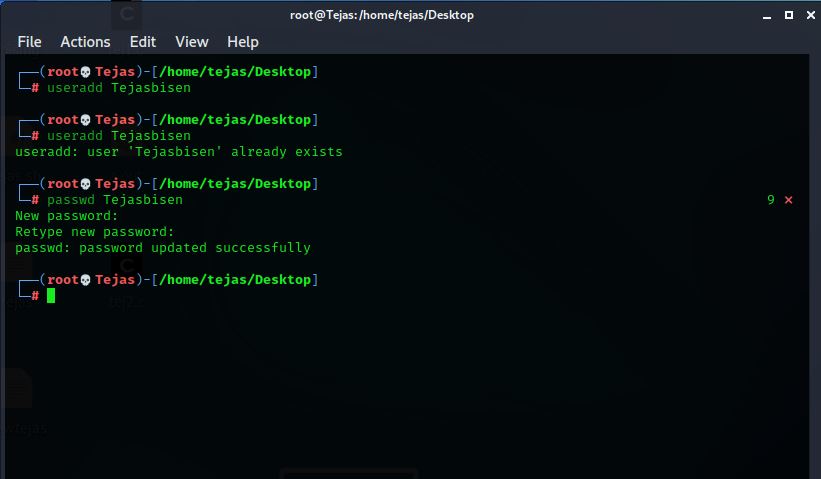 root@Tejas:/home/tejas/Desktop
File Actions Edit View Help
┌──(root💀Tejas)-[/home/tejas/Desktop]
└─# useradd Tejasbisen
┌──(root💀Tejas)-[/home/tejas/Desktop]
└─# useradd Tejasbisen
useradd: user 'Tejasbisen' already exists
┌──(root💀Tejas)-[/home/tejas/Desktop]
└─# passwd Tejasbisen 9 ⨯
New password:
Retype new password:
passwd: password updated successfully
┌──(root💀Tejas)-[/home/tejas/Desktop]
└─#
tej2.c